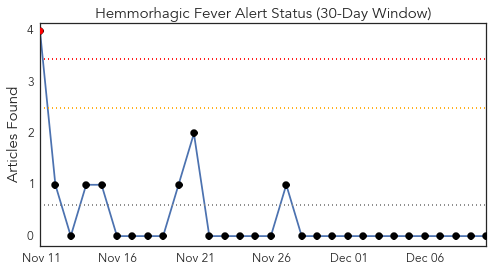 Hemmorhagic Fever Alert Status (30-Day Window)
Articles Found
4
3
2
1
0
Nov 11 Nov 16 Nov 21 Nov 26 Dec 01 Dec 06